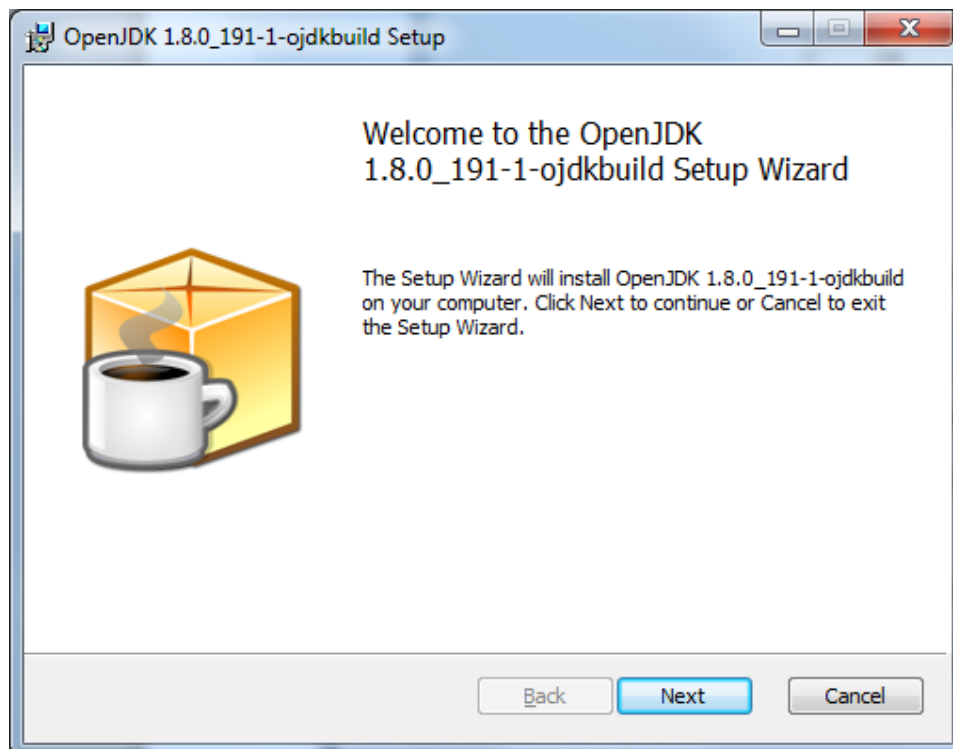 OpenJDK 1.8.0_191-1-ojdkbuild Setup
Welcome to the OpenJDK
1.8.0_191-1-ojdkbuild Setup Wizard
The Setup Wizard will install OpenJDK 1.8.0_191-1-ojdkbuild
on your computer. Click Next to continue or Cancel to exit
the Setup Wizard.
Back Next Cancel